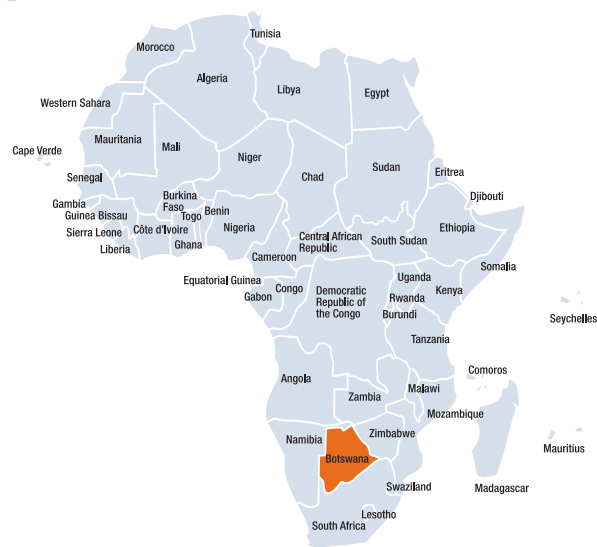 Tunisia
Morocco
Algeria
Libya
Egypt
Western Sahara
Mauritania
Mali
Niger
Cape Verde
Chad
Sudan
Eritrea
Senegal
Djibouti
Gambia
Burkina
Faso
Benin
Guinea Bissau
Togo
Nigeria
Ethiopia
Sierra Leone
Côte d'Ivoire
Central African
Republic
South Sudan
Liberia
Ghana
Cameroon
Somalia
Equatorial Guinea
Gabon
Congo
Democratic
Republic of
the Congo
Uganda
Kenya
Rwanda
Burundi
Seychelles
Tanzania
Comoros
Angola
Malawi
Zambia
Mozambique
Namibia
Zimbabwe
Mauritius
Botswana
Swaziland
Madagascar
Lesotho
South Africa